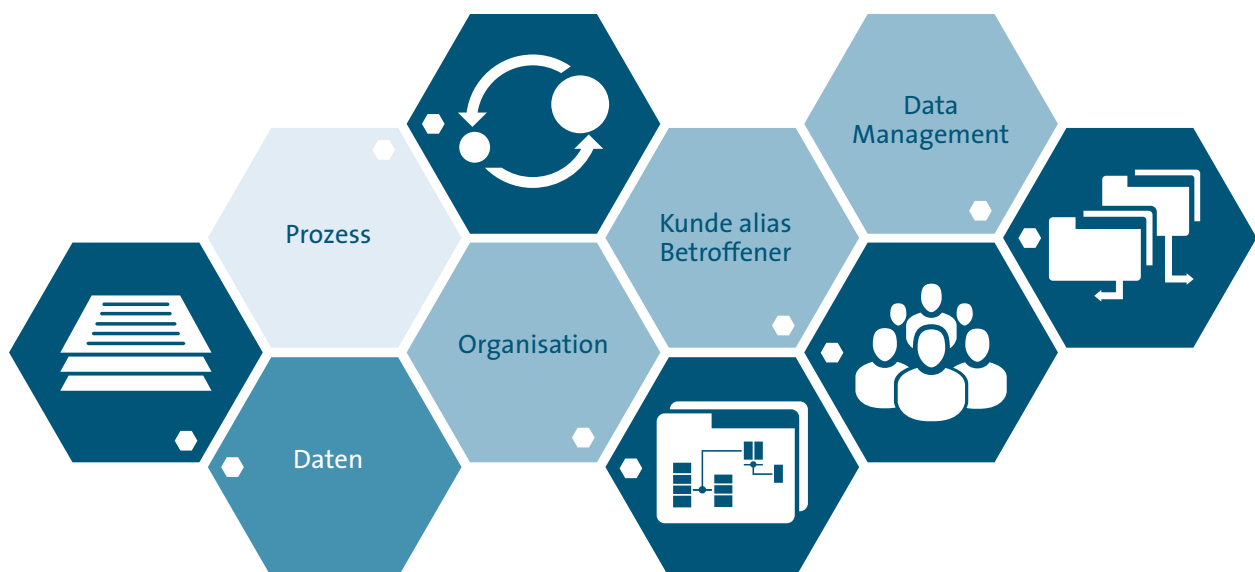 Data
Management
Prozess
Kunde alias
Betroffener
Organisation
Daten